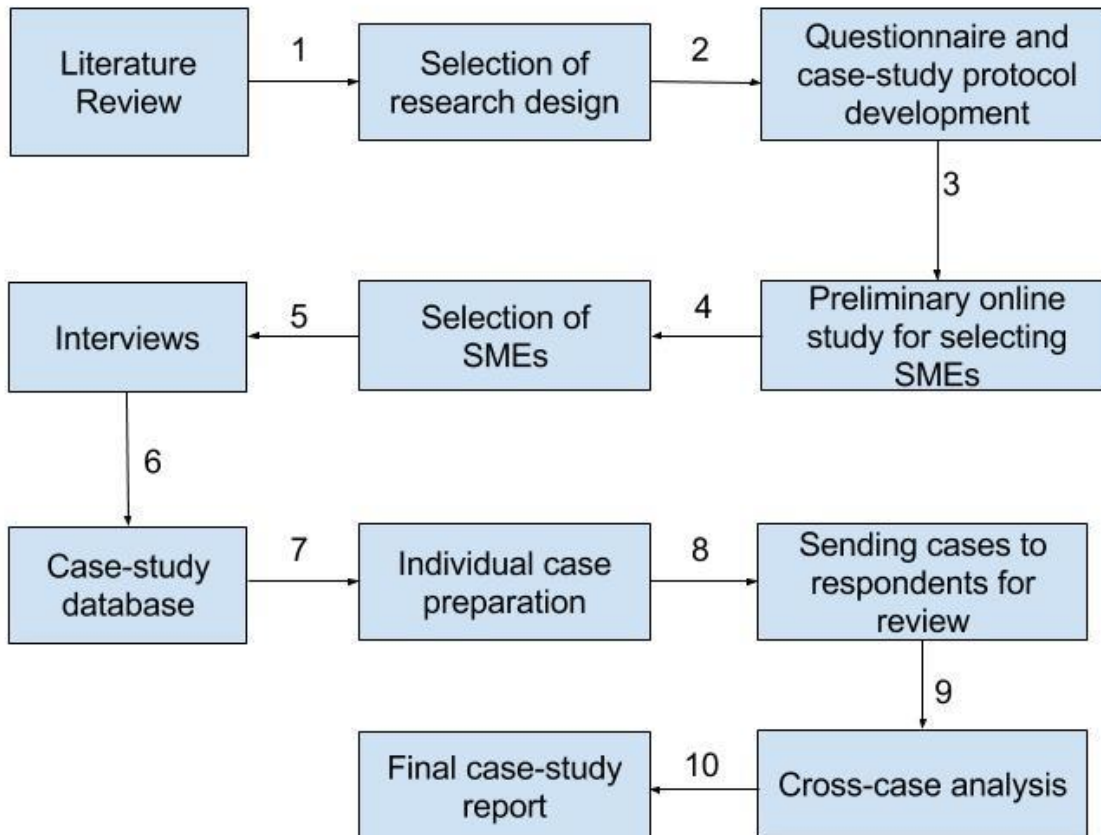 Literature
Review
1
Selection of
research design
2
Questionnaire and
case-study protocol
development
3
Preliminary online
study for selecting
SMEs
4
Selection of
SMEs
5
Interviews
6
Case-study
database
7
Individual case
preparation
8
Sending cases to
respondents for
review
9
Cross-case analysis
10
Final case-study
report